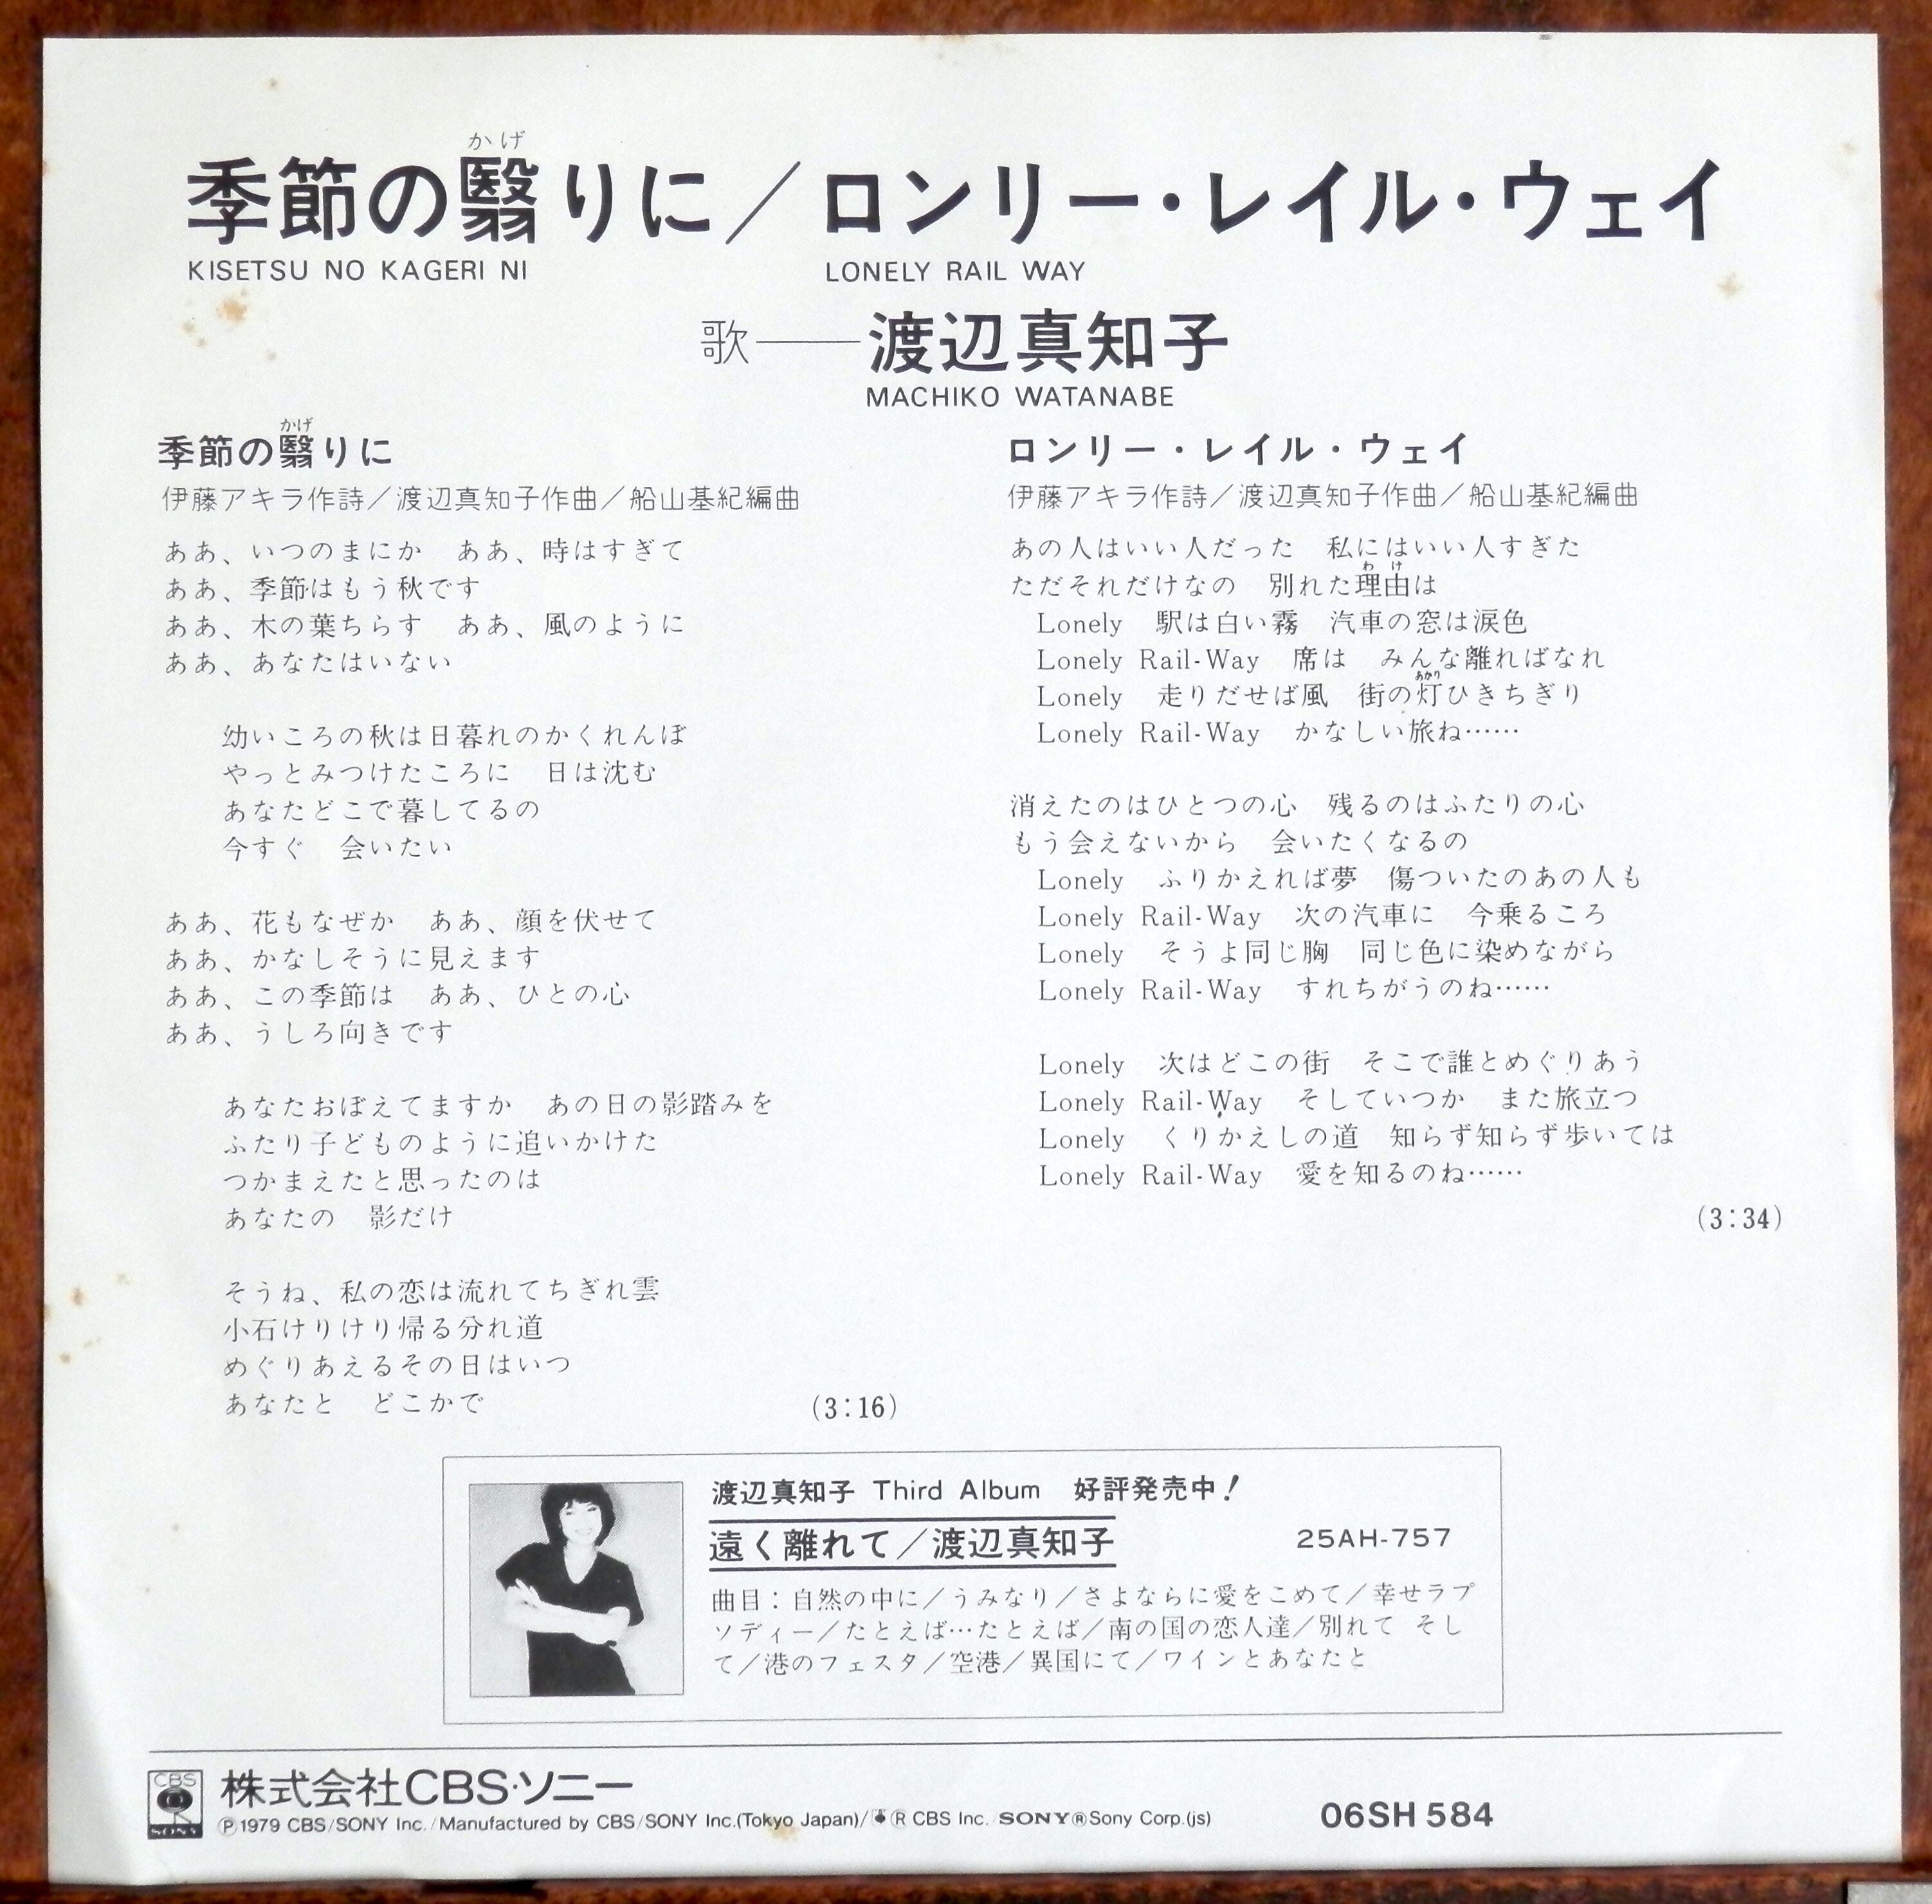 かげ
季節の翳りに／ロンリー・レイル・ウェイ
KISETSU NO KAGERI NI LONELY RAIL WAY
歌──渡辺真知子
MACHIKO WATANABE
かげ
季節の翳りに
伊藤アキラ作詩／渡辺真知子作曲／船山基紀編曲
ああ、いつのまにか　ああ、時はすぎて
ああ、季節はもう秋です
ああ、木の葉ちらす　ああ、風のように
ああ、あなたはいない
幼いころの秋は日暮れのかくれんぼ
やっとみつけたころに　日は沈む
あなたどこで暮してるの
今すぐ　会いたい
ああ、花もなぜか　ああ、顔を伏せて
ああ、かなしそうに見えます
ああ、この季節は　ああ、ひとの心
ああ、うしろ向きです
あなたおぼえてますか　あの日の影踏みを
ふたり子どものように追いかけた
つかまえたと思ったのは
あなたの　影だけ
そうね、私の恋は流れてちぎれ雲
小石けりけり帰る分れ道
めぐりあえるその日はいつ
あなたと　どこかで
(3:16)
ロンリー・レイル・ウェイ
伊藤アキラ作詩／渡辺真知子作曲／船山基紀編曲
あの人はいい人だった　私にはいい人すぎた
わけ
ただそれだけなの　別れた理由は
Lonely　駅は白い霧　汽車の窓は涙色
Lonely Rail-Way　席は　みんな離ればなれ
あかり
Lonely　走りだせば風　街の灯ひきちぎり
Lonely Rail-Way　かなしい旅ね……
消えたのはひとつの心　残るのはふたりの心
もう会えないから　会いたくなるの
Lonely　ふりかえれば夢　傷ついたのあの人も
Lonely Rail-Way　次の汽車に　今乗るころ
Lonely　そうよ同じ胸　同じ色に染めながら
Lonely Rail-Way　すれちがうのね……
Lonely　次はどこの街　そこで誰とめぐりあう
Lonely Rail-Way　そしていつか　また旅立つ
Lonely　くりかえしの道　知らず知らず歩いては
Lonely Rail-Way　愛を知るのね……
(3:34)
渡辺真知子 Third Album　好評発売中！
遠く離れて／渡辺真知子　25AH-757
曲目：自然の中に／うみなり／さよならに愛をこめて／幸せラプ
ソディー／たとえば…たとえば／南の国の恋人達／別れて そし
て／港のフェスタ／空港／異国にて／ワインとあなたと
CBS
SONY
株式会社CBS・ソニー
Ⓟ1979 CBS/SONY Inc./Manufactured by CBS/SONY Inc.(Tokyo Japan)/ Ⓡ CBS Inc. SONY®Sony Corp.(js)
06SH 584